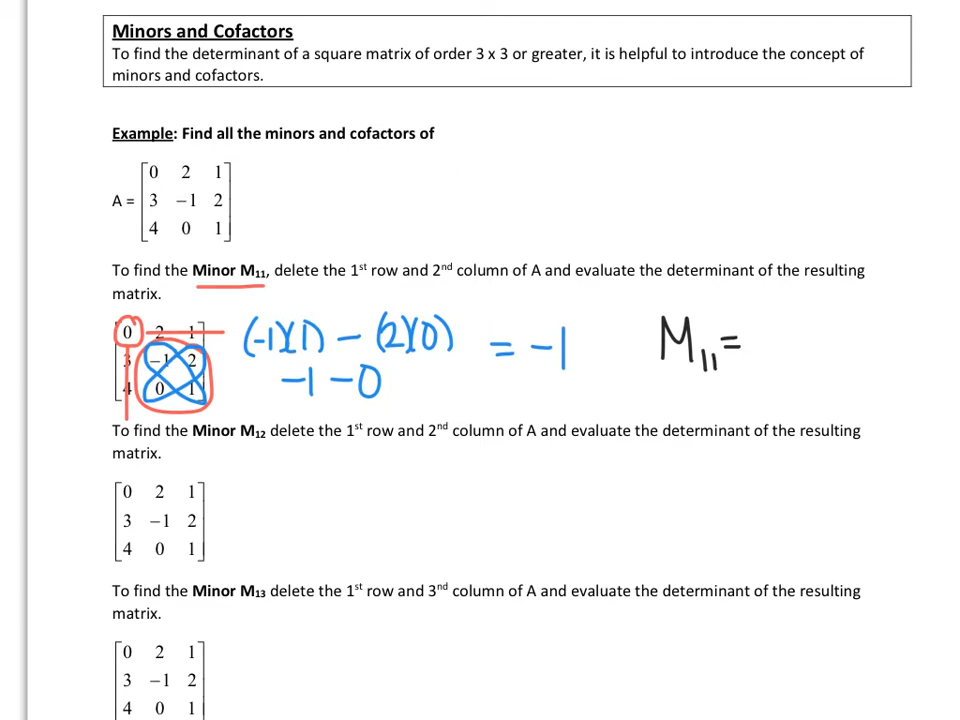 Minors and Cofactors
To find the determinant of a square matrix of order 3 x 3 or greater, it is helpful to introduce the concept of
minors and cofactors.
Example: Find all the minors and cofactors of
0 2 1
A = 3 −1 2
4 0 1
To find the Minor M₁₁, delete the 1st row and 2nd column of A and evaluate the determinant of the resulting
matrix.
0 2 1 (-1)(1) - (2)(0) = -1 M₁₁=
3 −1 2 -1 -0
4 0 1
To find the Minor M₁₂ delete the 1st row and 2nd column of A and evaluate the determinant of the resulting
matrix.
0 2 1
3 −1 2
4 0 1
To find the Minor M₁₃ delete the 1st row and 3nd column of A and evaluate the determinant of the resulting
matrix.
0 2 1
3 −1 2
4 0 1